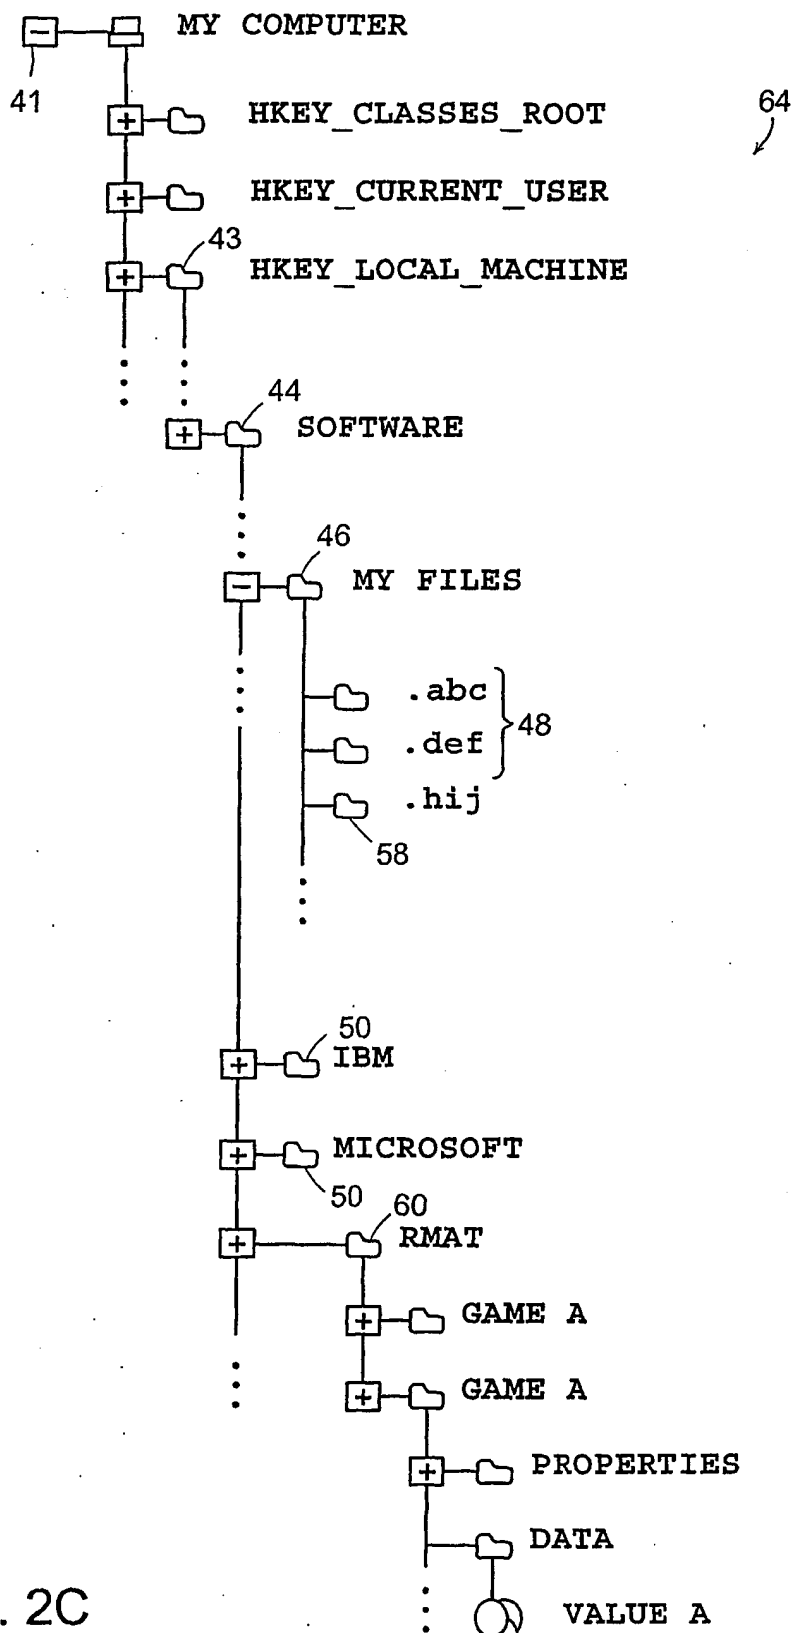 MY COMPUTER
41
HKEY_CLASSES_ROOT
64
HKEY_CURRENT_USER
43
HKEY_LOCAL_MACHINE
44
SOFTWARE
46
MY FILES
.abc
48
.def
.hij
58
50
IBM
MICROSOFT
50
60
RMAT
GAME A
GAME A
PROPERTIES
DATA
. 2C
VALUE A